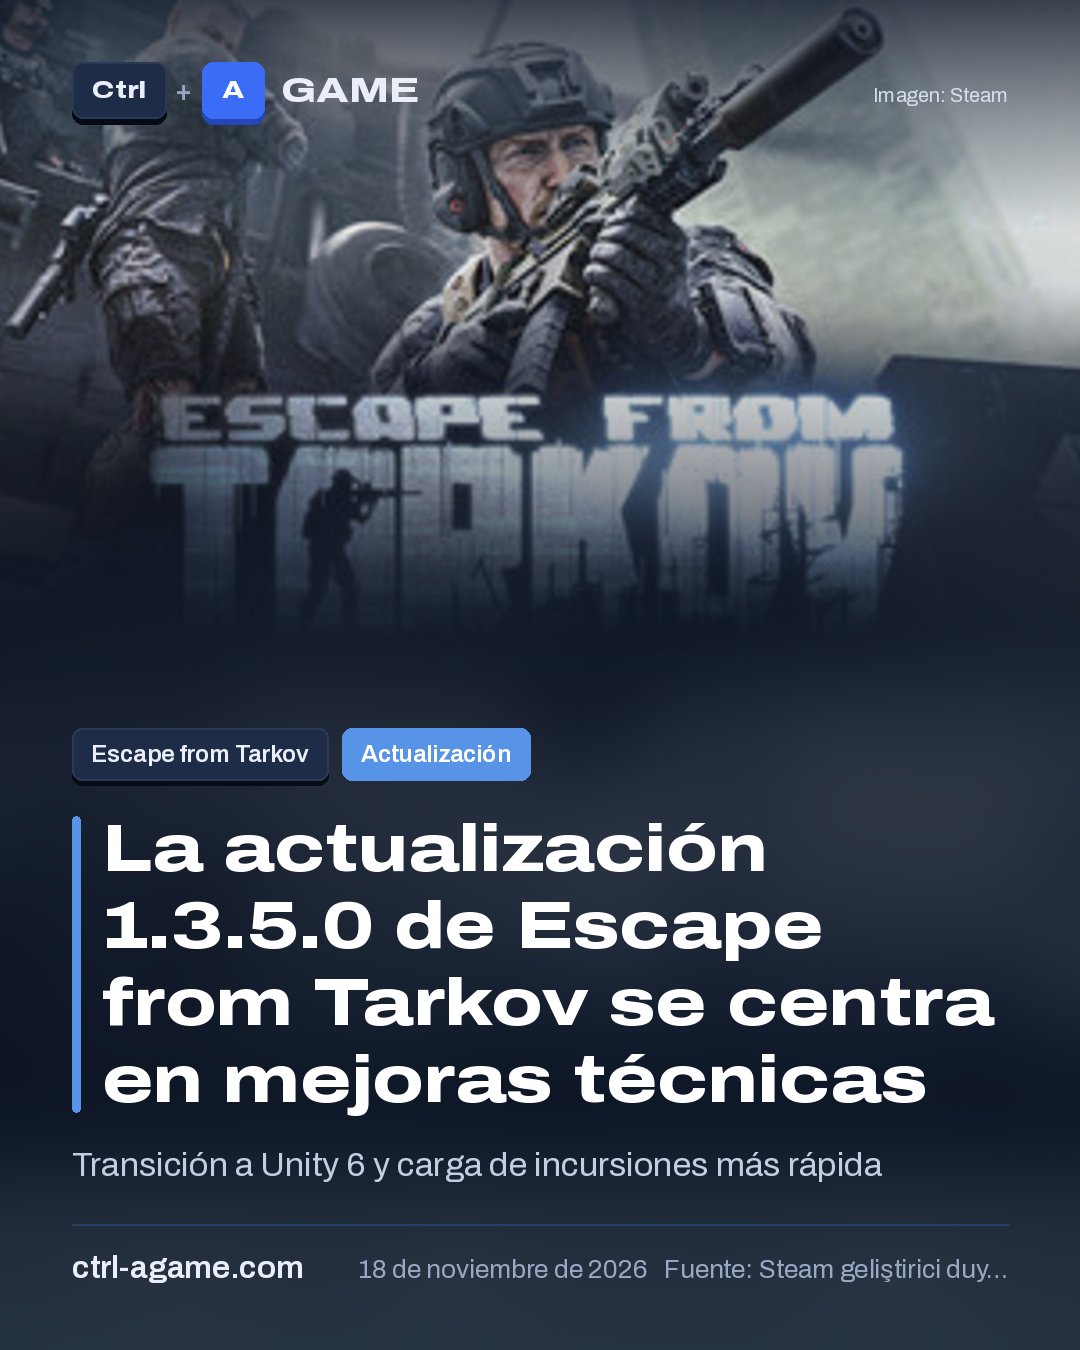 Ctrl + A GAME
Imagen: Steam
ESCAPE FROM
TARKOV
Escape from Tarkov
Actualización
La actualización
1.3.5.0 de Escape
from Tarkov se centra
en mejoras técnicas
Transición a Unity 6 y carga de incursiones más rápida
ctrl-agame.com
18 de noviembre de 2026 Fuente: Steam geliştirici duy...